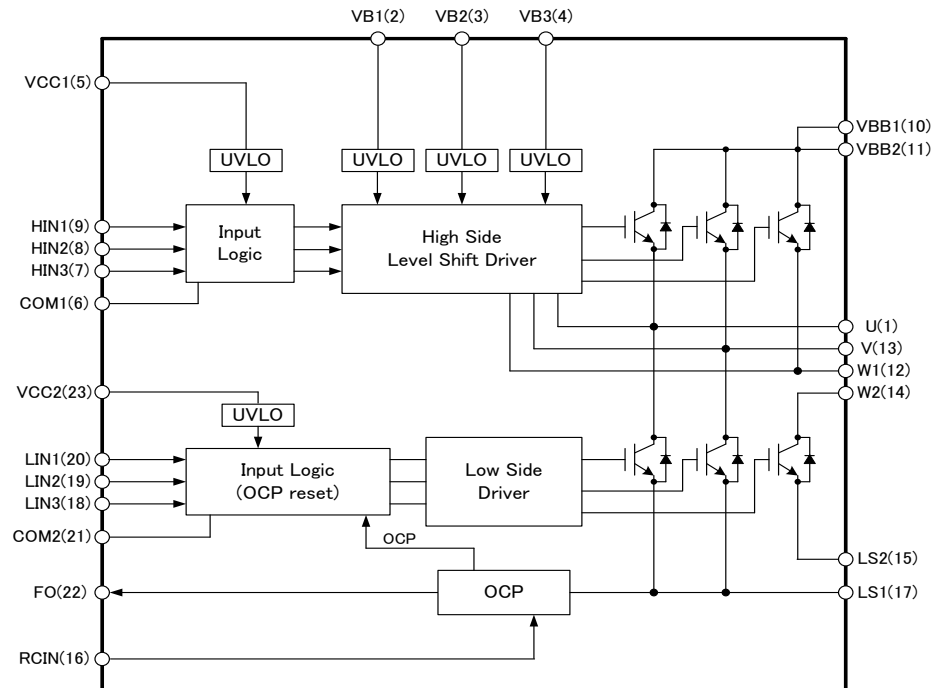 VB1(2) VB2(3) VB3(4)
VCC1(5)
VBB1(10)
VBB2(11)
UVLO UVLO UVLO UVLO
HIN1(9)
HIN2(8)
HIN3(7)
COM1(6)
Input
Logic
High Side
Level Shift Driver
U(1)
V(13)
W1(12)
W2(14)
VCC2(23)
UVLO
LIN1(20)
LIN2(19)
LIN3(18)
COM2(21)
Input Logic
(OCP reset)
Low Side
Driver
OCP
LS2(15)
FO(22)
OCP
LS1(17)
RCIN(16)